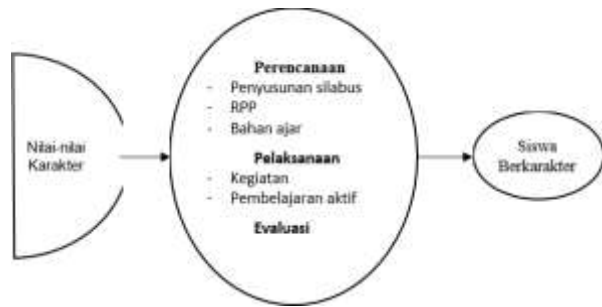 Nilai-nilai
Karakter
Perencanaan
- Penyusunan silabus
- RPP
- Bahan ajar
Pelaksanaan
- Kegiatan
- Pembelajaran aktif
Evaluasi
Siswa
Berkarakter